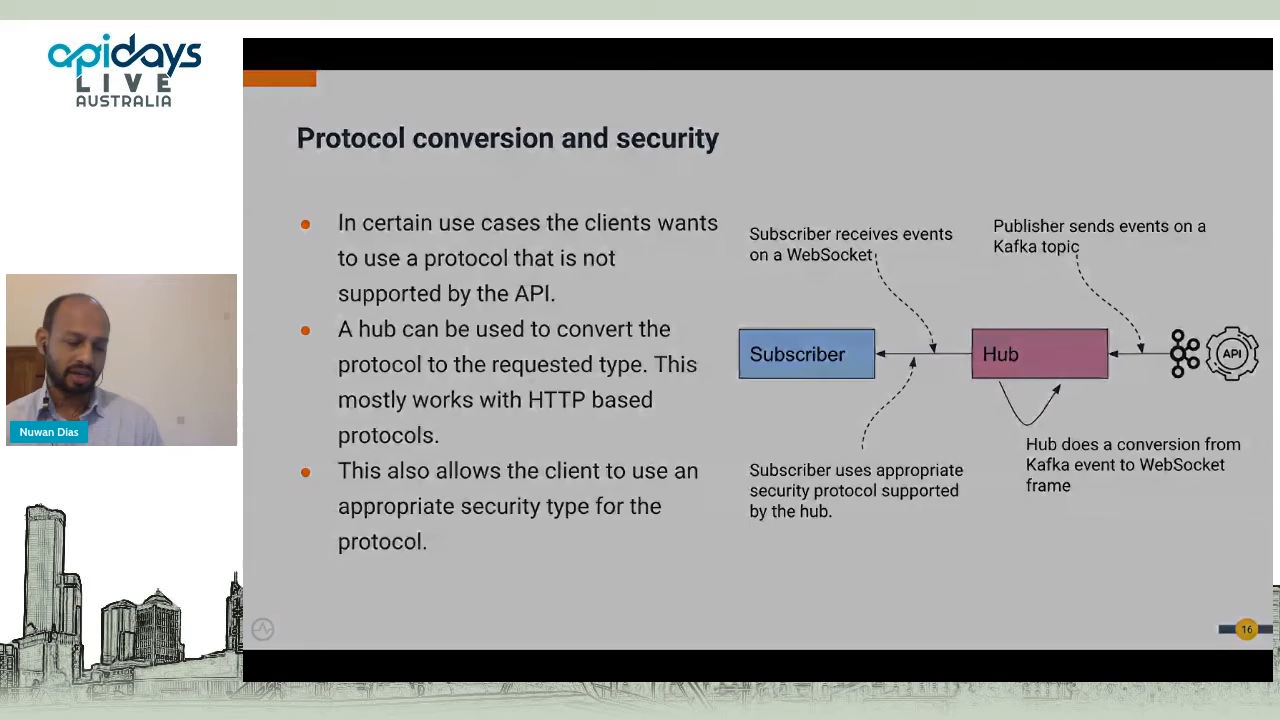 apidays
LIVE
AUSTRALIA
Protocol conversion and security
In certain use cases the clients wants
to use a protocol that is not
supported by the API.
A hub can be used to convert the
protocol to the requested type. This
mostly works with HTTP based
protocols.
This also allows the client to use an
appropriate security type for the
protocol.
Subscriber receives events
on a WebSocket
Publisher sends events on a
Kafka topic
Subscriber
Hub
API
Hub does a conversion from
Kafka event to WebSocket
frame
Subscriber uses appropriate
security protocol supported
by the hub.
Nuwan Dias
16